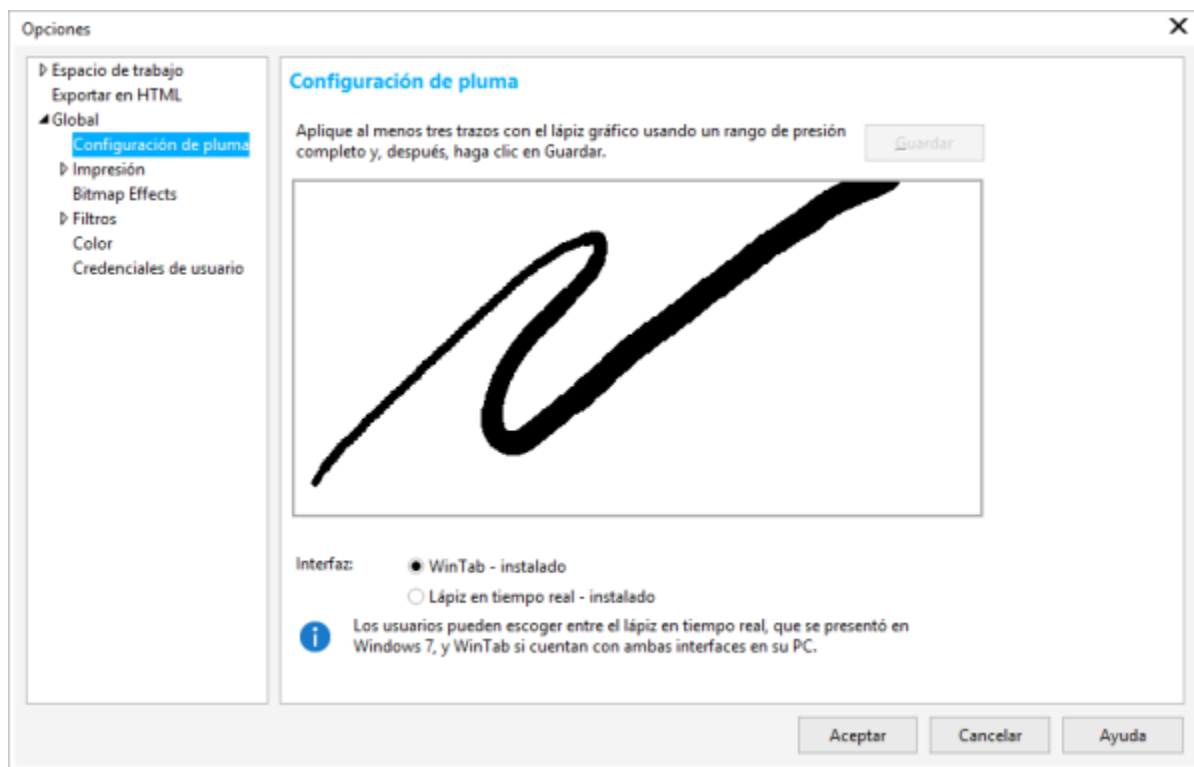 Opciones
Espacio de trabajo
Exportar en HTML
Global
Configuración de pluma
Impresión
Bitmap Effects
Filtros
Color
Credenciales de usuario
Configuración de pluma
Aplique al menos tres trazos con el lápiz gráfico usando un rango de presión
completo y, después, haga clic en Guardar.
Guardar
Interfaz:
WinTab - instalado
Lápiz en tiempo real - instalado
Los usuarios pueden escoger entre el lápiz en tiempo real, que se presentó en
Windows 7, y WinTab si cuentan con ambas interfaces en su PC.
Aceptar
Cancelar
Ayuda